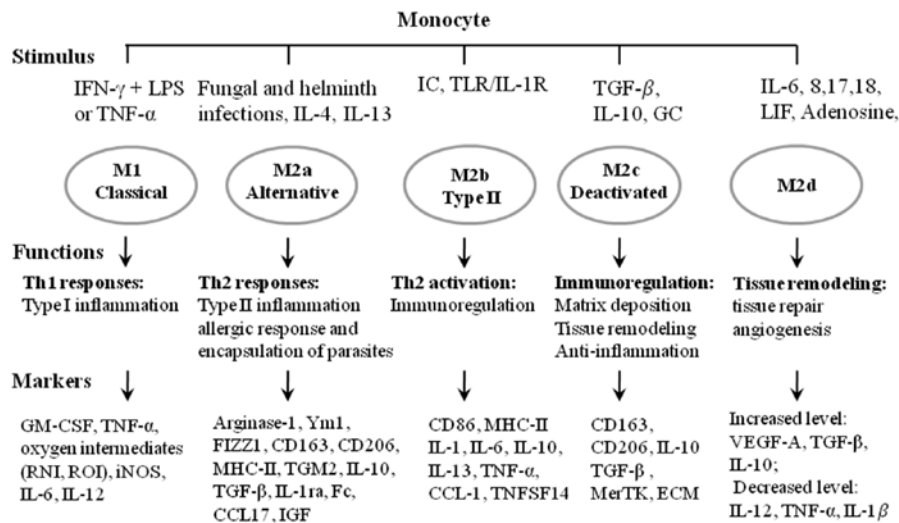 Monocyte
Stimulus
IFN-γ + LPS
or TNF-α
Fungal and helminth
infections, IL-4, IL-13
IC, TLR/IL-1R
TGF-β,
IL-10, GC
IL-6, 8,17,18,
LIF, Adenosine,
M1
Classical
M2a
Alternative
M2b
Type II
M2c
Deactivated
M2d
Functions
Th1 responses:
Type I inflammation
Th2 responses:
Type II inflammation
allergic response and
encapsulation of parasites
Th2 activation:
Immunoregulation
Immunoregulation:
Matrix deposition
Tissue remodeling
Anti-inflammation
Tissue remodeling:
tissue repair
angiogenesis
Markers
GM-CSF, TNF-α,
oxygen intermediates
(RNI, ROI), iNOS,
IL-6, IL-12
Arginase-1, Ym1,
FIZZ1, CD163, CD206,
MHC-II, TGM2, IL-10,
TGF-β, IL-1ra, Fc,
CCL17, IGF
CD86, MHC-II
IL-1, IL-6, IL-10,
IL-13, TNF-α,
CCL-1, TNFSF14
CD163,
CD206, IL-10
TGF-β ,
MerTK, ECM
Increased level:
VEGF-A, TGF-β,
IL-10;
Decreased level:
IL-12, TNF-α, IL-1β